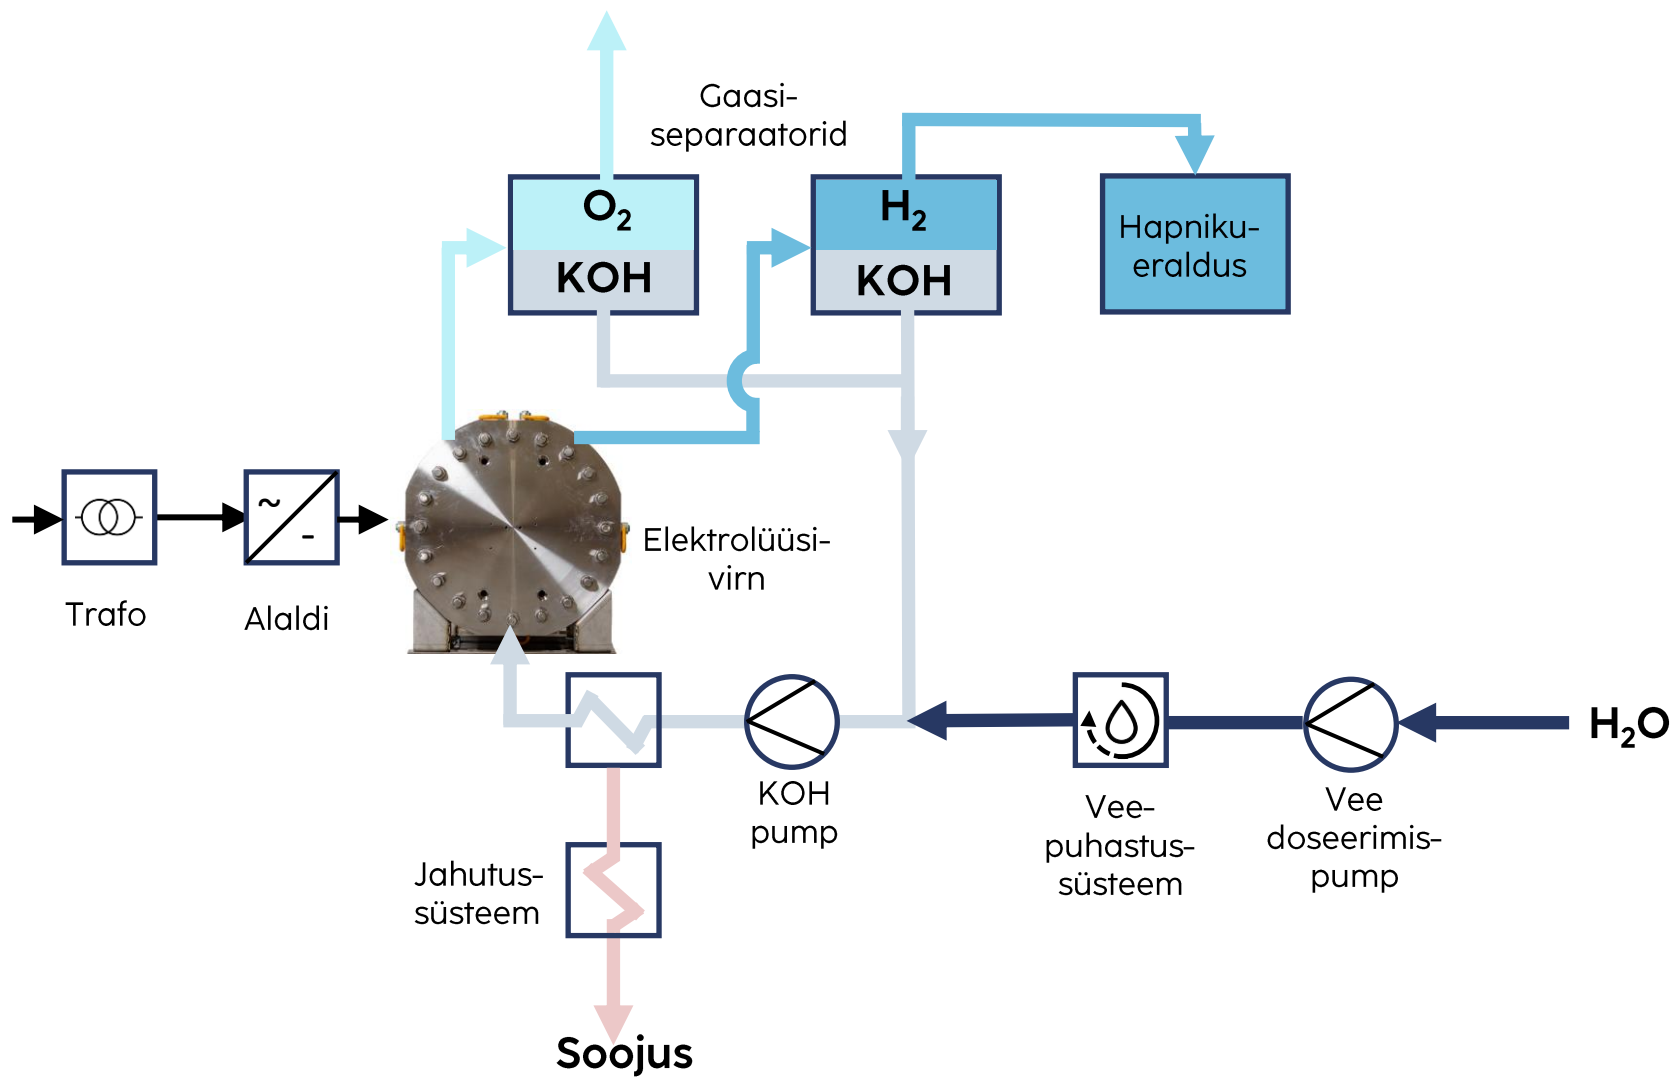 Gaasi-
separaatorid
O₂
KOH
H₂
KOH
Hapniku-
eraldus
~
-
Trafo
Alaldi
Elektrolüüsi-
virn
H₂O
KOH
pump
Vee-
puhastus-
süsteem
Vee
doseerimis-
pump
Jahutus-
süsteem
Soojus